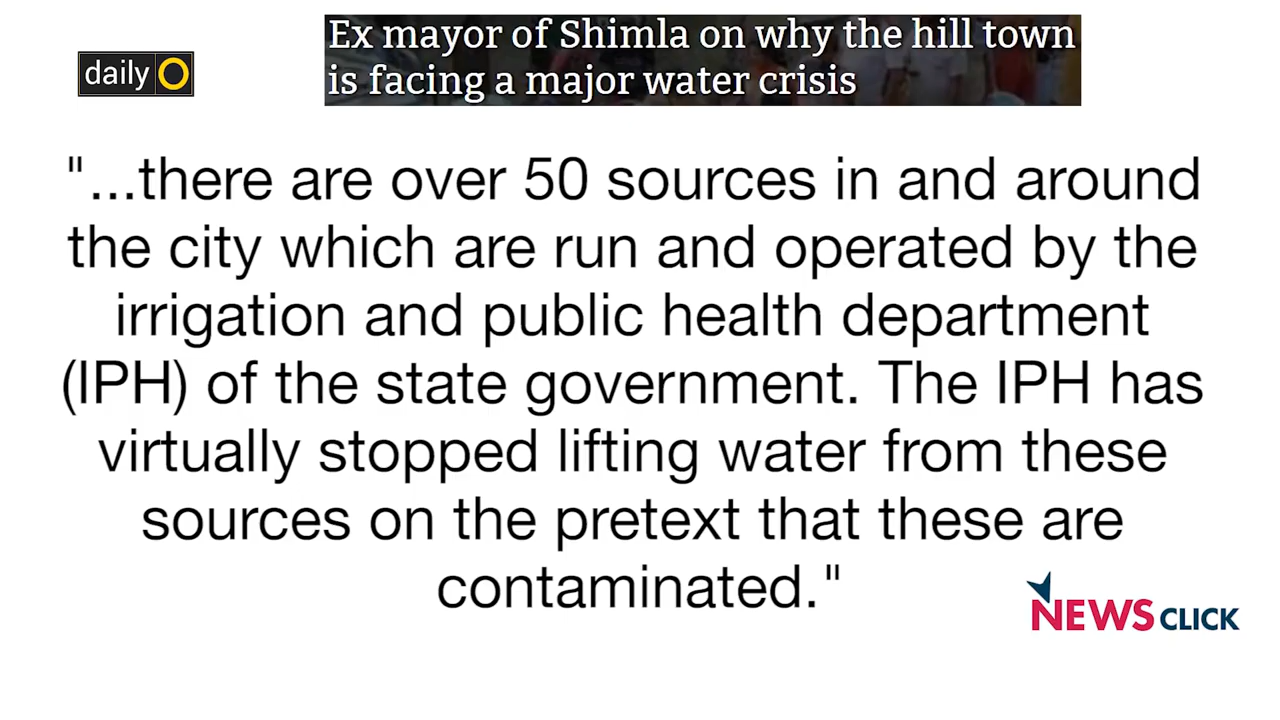 daily O
Ex mayor of Shimla on why the hill town
is facing a major water crisis
"...there are over 50 sources in and around
the city which are run and operated by the
irrigation and public health department
(IPH) of the state government. The IPH has
virtually stopped lifting water from these
sources on the pretext that these are
contaminated."
NEWSCLICK